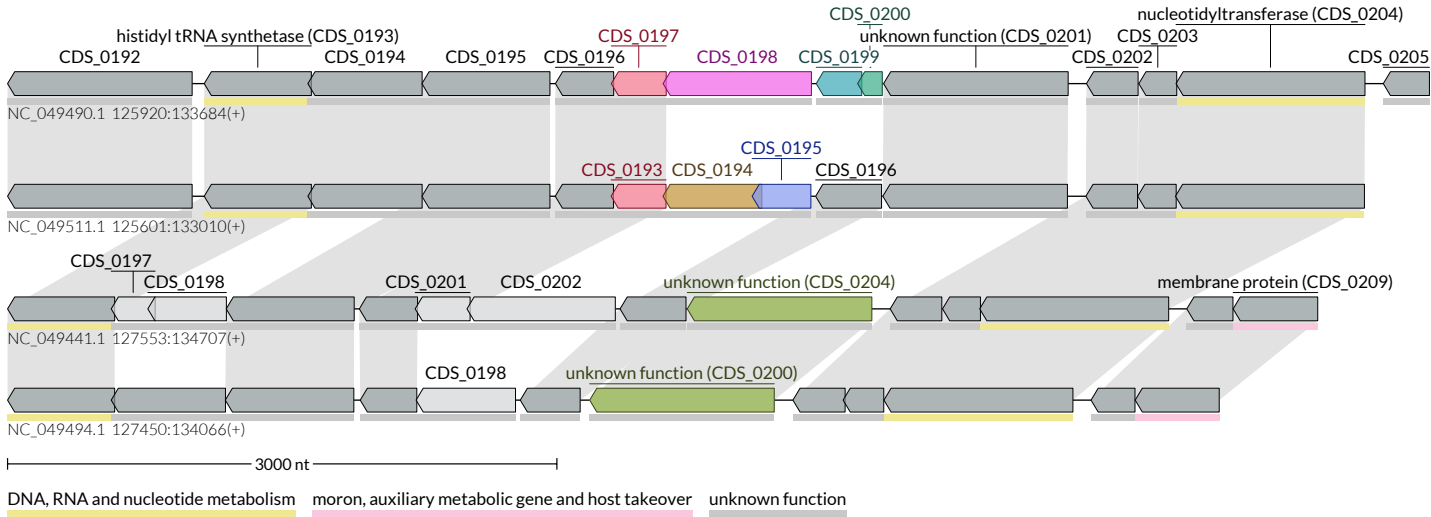 CDS_0200 nucleotidyltransferase (CDS_0204)
histidyl tRNA synthetase (CDS_0193) CDS_0197 unknown function (CDS_0201) CDS_0203
CDS_0192 CDS_0194 CDS_0195 CDS_0196 CDS_0198 CDS_0199 CDS_0202 CDS_0205
NC_049490.1 125920:133684(+)
CDS_0195
CDS_0193 CDS_0194 CDS_0196
NC_049511.1 125601:133010(+)
CDS_0197
CDS_0198 CDS_0201 CDS_0202 unknown function (CDS_0204) membrane protein (CDS_0209)
NC_049441.1 127553:134707(+)
CDS_0198 unknown function (CDS_0200)
NC_049494.1 127450:134066(+)
3000 nt
DNA, RNA and nucleotide metabolism moron, auxiliary metabolic gene and host takeover unknown function